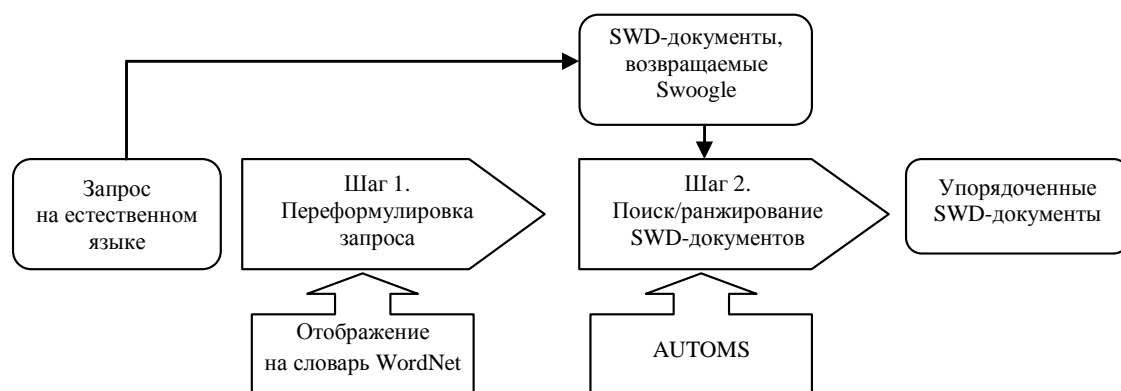 SWD-документы,
возвращаемые
Swoogle
Запрос
на естественном
языке
Шаг 1.
Переформулировка
запроса
Шаг 2.
Поиск/ранжирование
SWD-документов
Упорядоченные
SWD-документы
Отображение
на словарь WordNet
AUTOMS